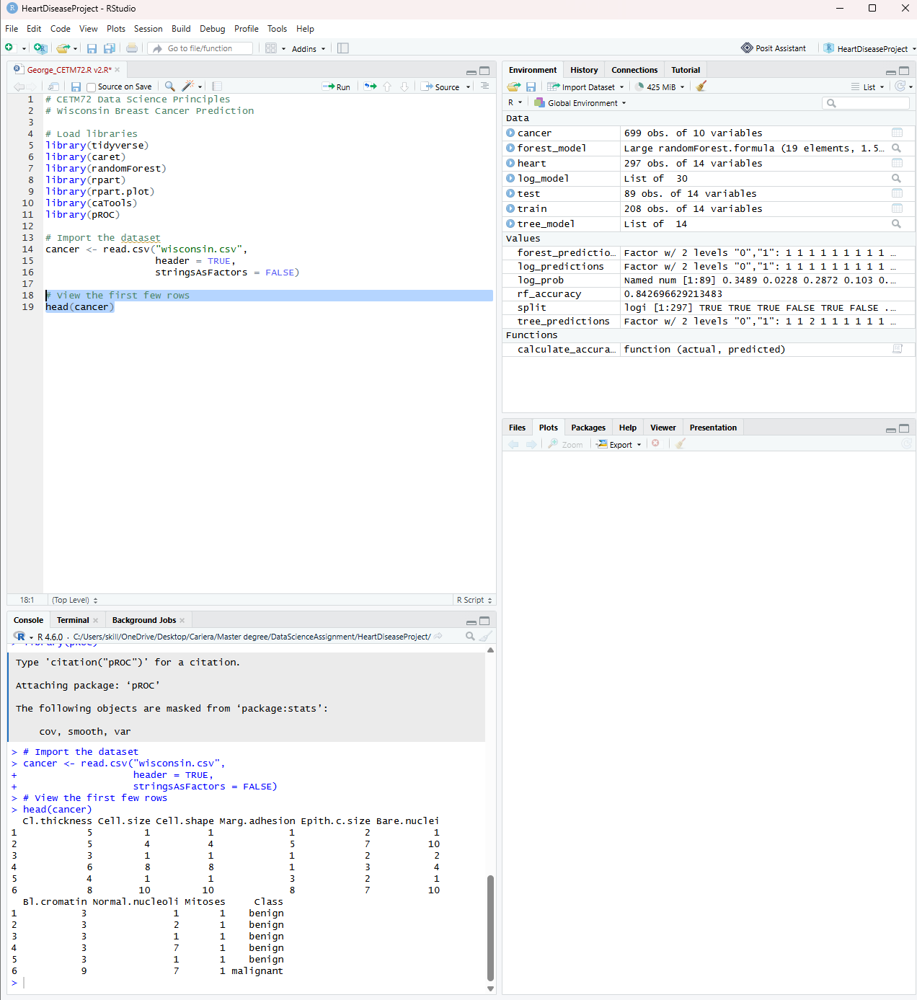 HeartDiseaseProject - RStudio
File Edit Code View Plots Session Build Debug Profile Tools Help
Go to file/function Addins Posit Assistant HeartDiseaseProject
George_CETM72.R v2.R*
Source on Save Run Source
1 # CETM72 Data Science Principles
2 # Wisconsin Breast Cancer Prediction
3
4 # Load libraries
5 library(tidyverse)
6 library(caret)
7 library(randomForest)
8 library(rpart)
9 library(rpart.plot)
10 library(caTools)
11 library(pROC)
12
13 # Import the dataset
14 cancer <- read.csv("wisconsin.csv",
15 header = TRUE,
16 stringsAsFactors = FALSE)
17
18 # View the first few rows
19 head(cancer)
18:1 (Top Level) R Script
Console Terminal Background Jobs
R 4.6.0 · C:/Users/skill/OneDrive/Desktop/Cariera/Master degree/DataScienceAssignment/HeartDiseaseProject/
> library(pROC)
Type 'citation("pROC")' for a citation.
Attaching package: ‘pROC’
The following objects are masked from ‘package:stats’:
cov, smooth, var
> # Import the dataset
> cancer <- read.csv("wisconsin.csv",
+ header = TRUE,
+ stringsAsFactors = FALSE)
> # View the first few rows
> head(cancer)
Cl.thickness Cell.size Cell.shape Marg.adhesion Epith.c.size Bare.nuclei
1 5 1 1 1 2 1
2 5 4 4 5 7 10
3 3 1 1 1 2 2
4 6 8 8 1 3 4
5 4 1 1 3 2 1
6 8 10 10 8 7 10
Bl.cromatin Normal.nucleoli Mitoses Class
1 3 1 1 benign
2 3 2 1 benign
3 3 1 1 benign
4 3 7 1 benign
5 3 1 1 benign
6 9 7 1 malignant
>
Environment History Connections Tutorial
Import Dataset 425 MiB List
R Global Environment
Data
cancer 699 obs. of 10 variables
forest_model Large randomForest.formula (19 elements, 1.5…
heart 297 obs. of 14 variables
log_model List of 30
test 89 obs. of 14 variables
train 208 obs. of 14 variables
tree_model List of 14
Values
forest_predictio… Factor w/ 2 levels "0","1": 1 1 1 1 1 1 1 1 1 …
log_predictions Factor w/ 2 levels "0","1": 1 1 1 1 1 1 1 1 1 …
log_prob Named num [1:89] 0.3489 0.0228 0.2872 0.103 0.…
rf_accuracy 0.842696629213483
split logi [1:297] TRUE TRUE TRUE FALSE TRUE FALSE .…
tree_predictions Factor w/ 2 levels "0","1": 1 1 2 1 1 1 1 1 1 …
Functions
calculate_accura… function (actual, predicted)
Files Plots Packages Help Viewer Presentation
Zoom Export